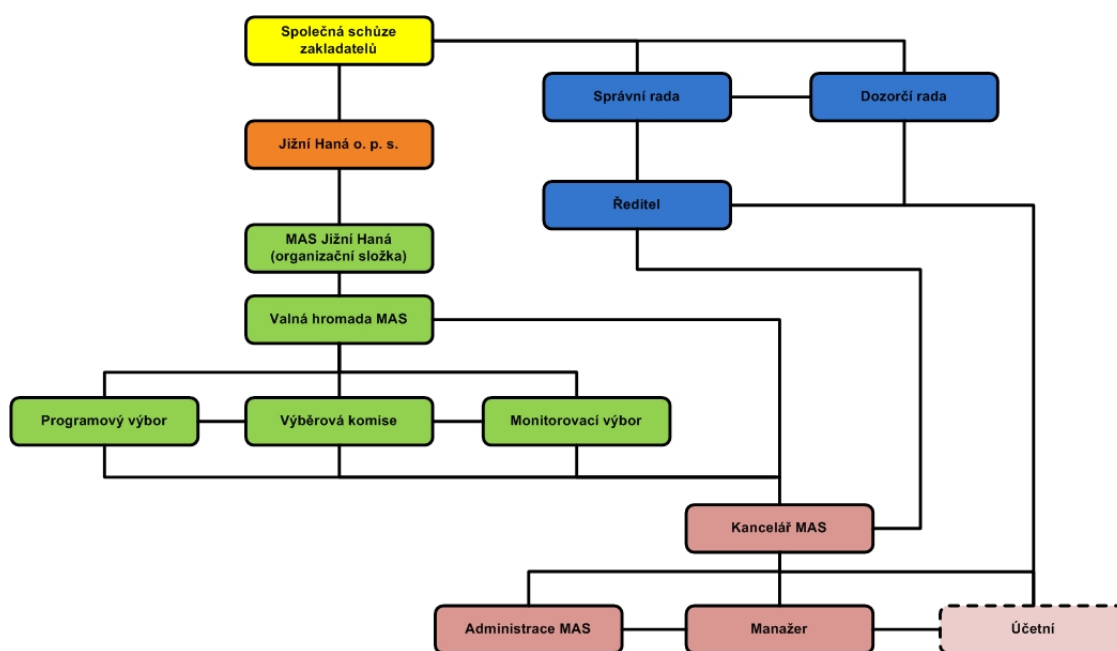 Společná schůze
zakladatelů
Správní rada
Dozorčí rada
Jižní Haná o. p. s.
Ředitel
MAS Jižní Haná
(organizační složka)
Valná hromada MAS
Programový výbor
Výběrová komise
Monitorovací výbor
Kancelář MAS
Administrace MAS
Manažer
Účetní